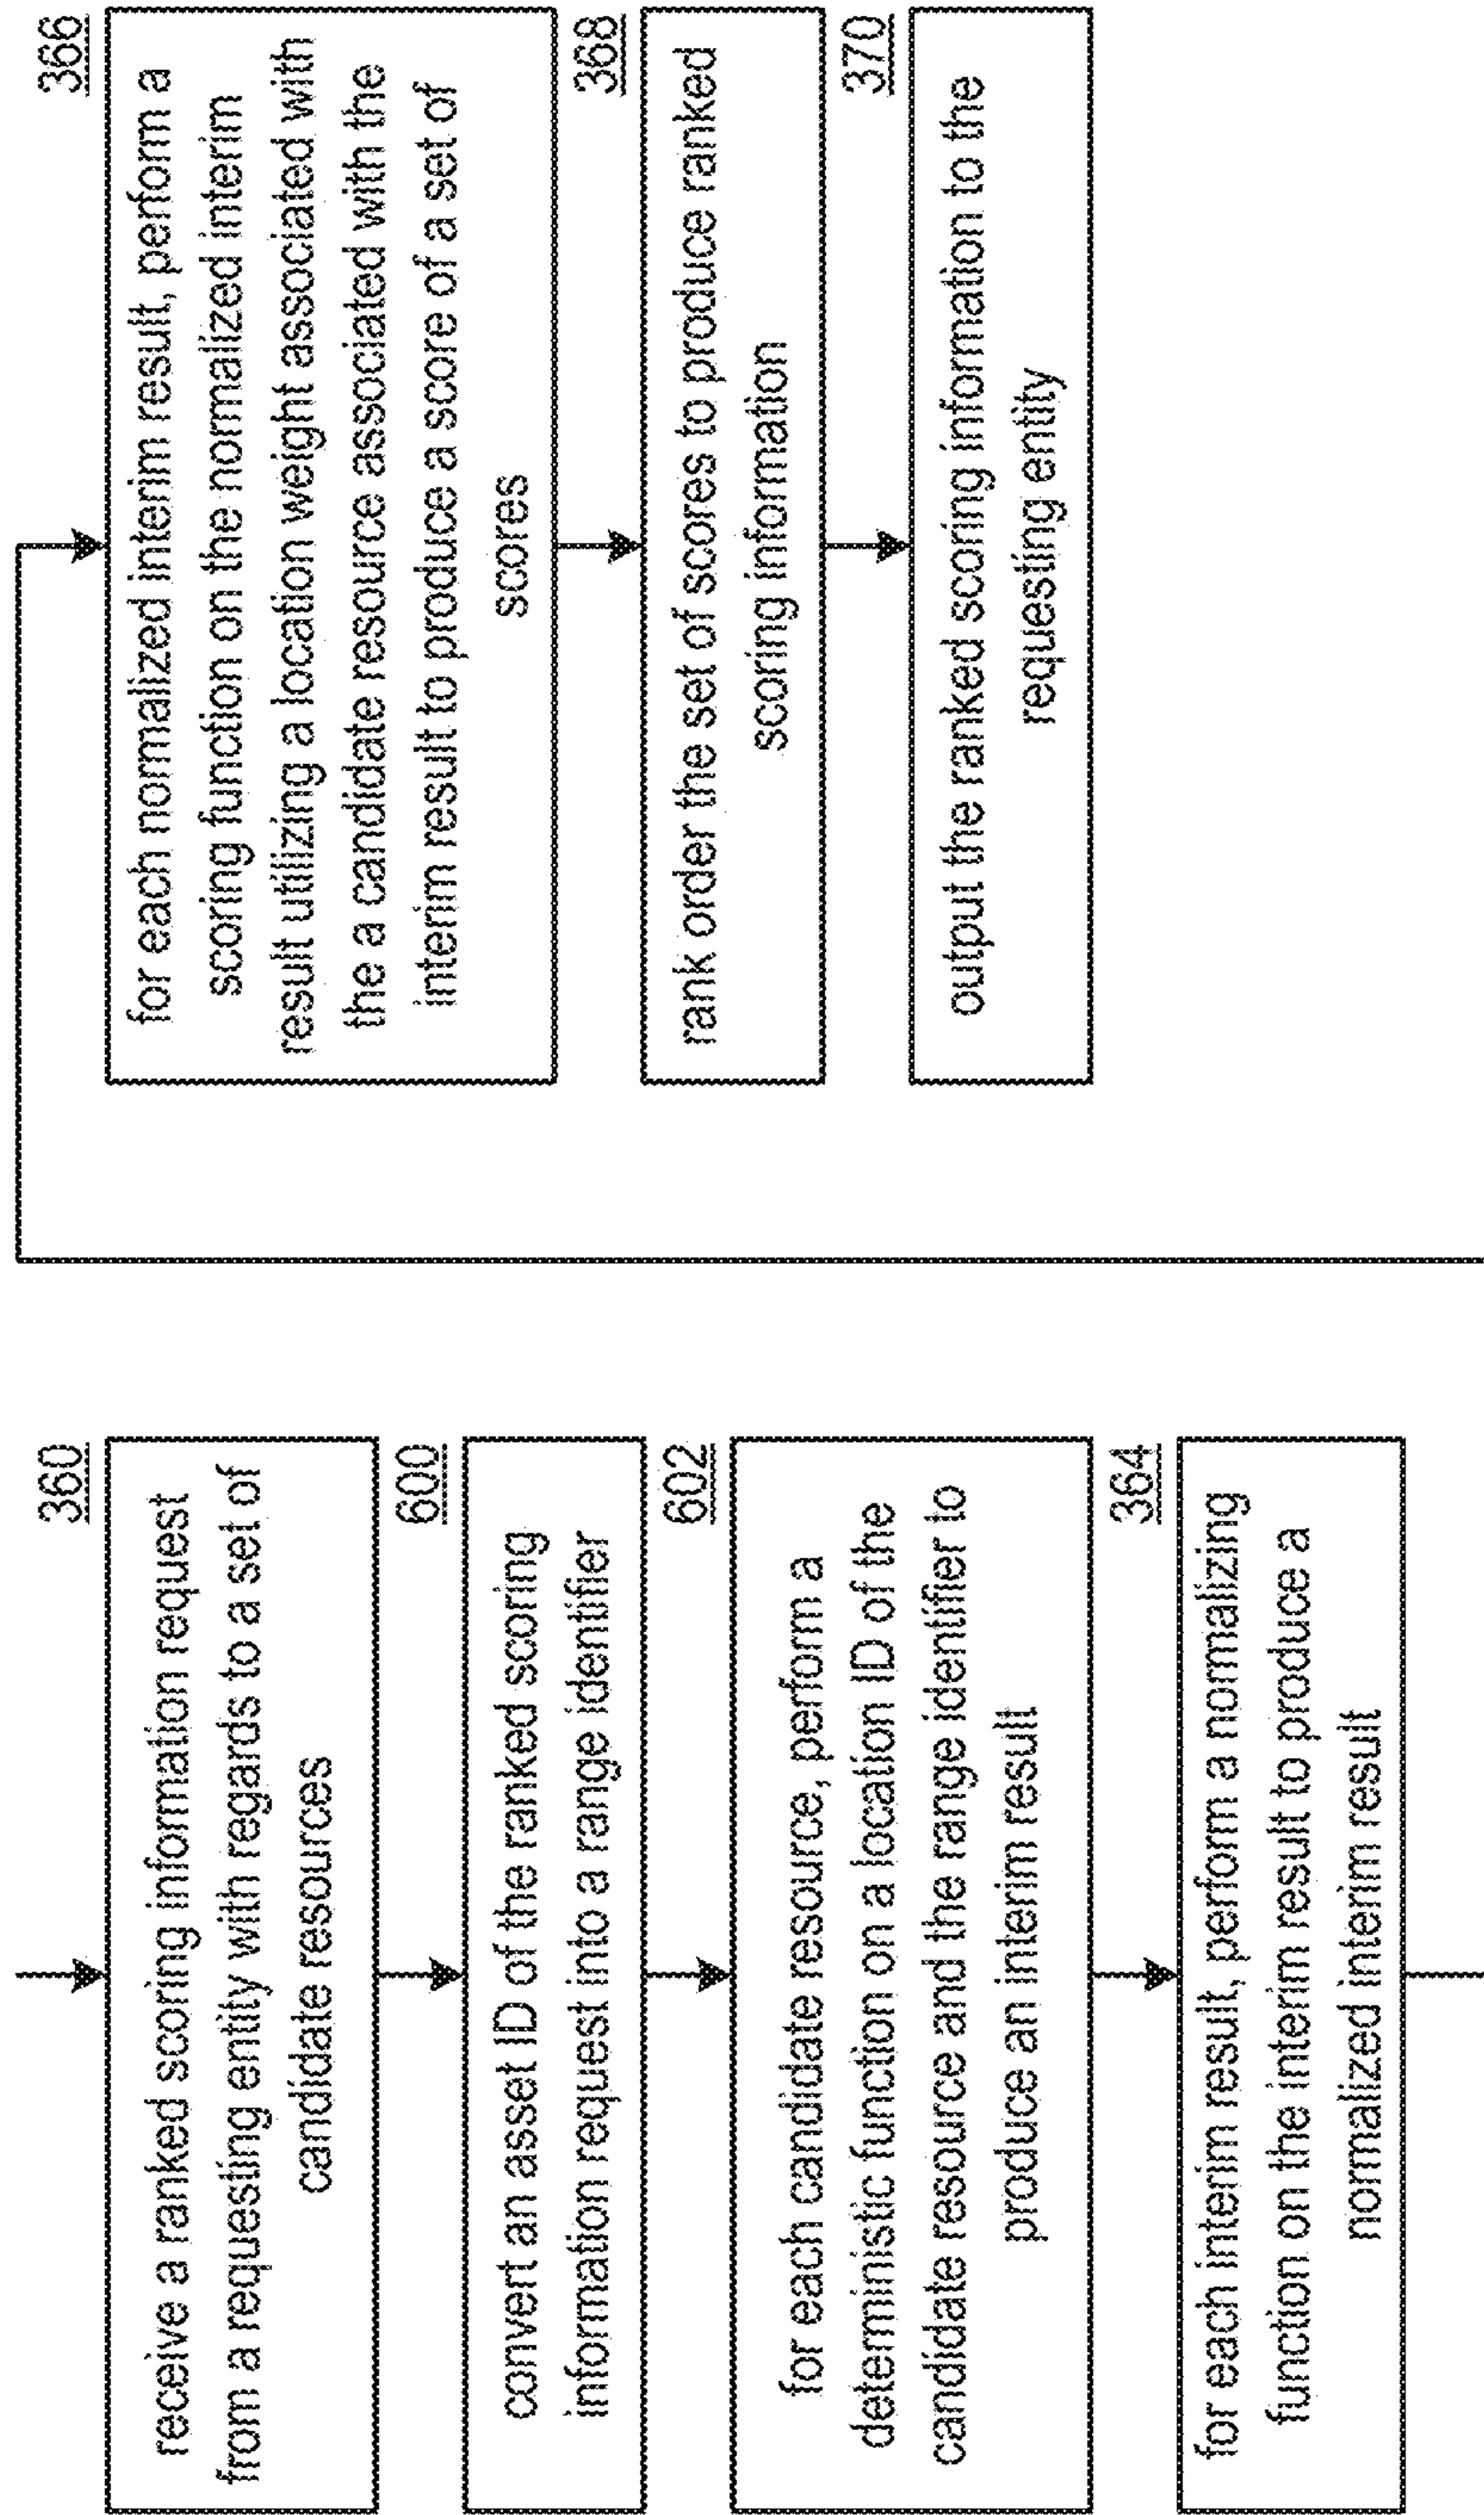 360
receive a ranked scoring information request
from a requesting entity with regards to a set of
candidate resources
600
convert an asset ID of the ranked scoring
information request into a range identifier
602
for each candidate resource, perform a
deterministic function on a location ID of the
candidate resource and the range identifier to
produce an interim result
364
for each interim result, perform a normalizing
function on the interim result to produce a
normalized interim result
366
for each normalized interim result, perform a
scoring function on the normalized interim
result utilizing a location weight associated with
the a candidate resource associated with the
interim result to produce a score of a set of
scores
368
rank order the set of scores to produce ranked
scoring information
370
output the ranked scoring information to the
requesting entity